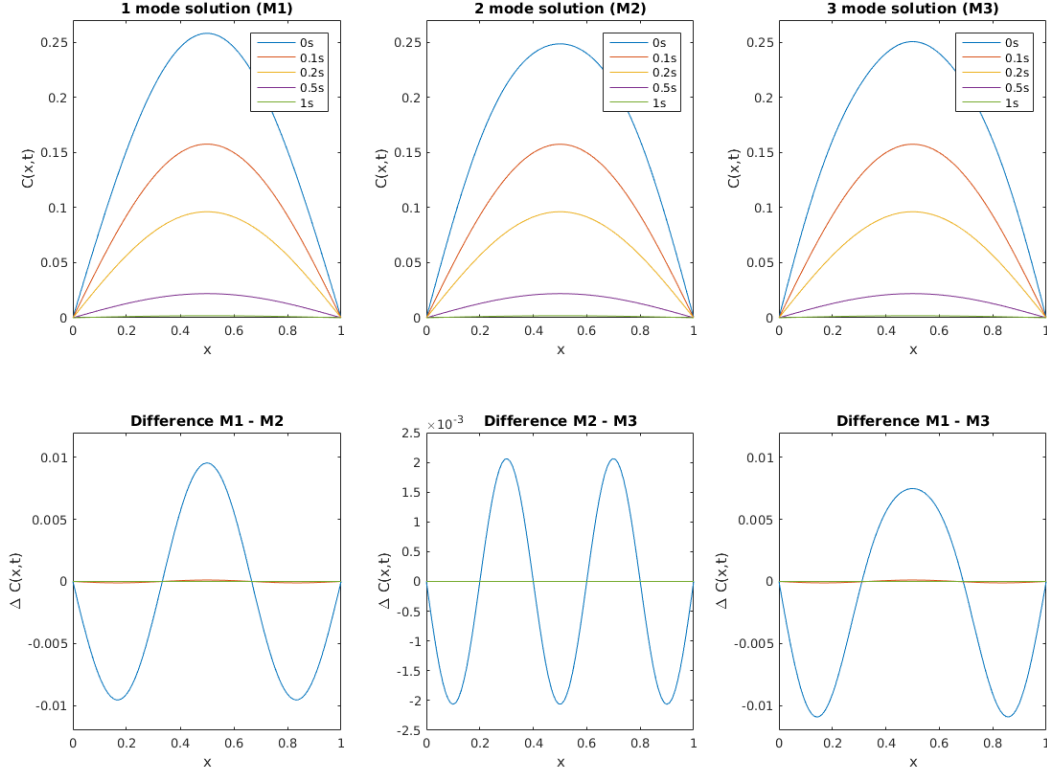 1 mode solution (M1)
0.25
0.2
0.15
0.1
0.05
0
C(x,t)
0s
0.1s
0.2s
0.5s
1s
0 0.2 0.4 0.6 0.8 1
x
2 mode solution (M2)
0.25
0.2
0.15
0.1
0.05
0
C(x,t)
0s
0.1s
0.2s
0.5s
1s
0 0.2 0.4 0.6 0.8 1
x
3 mode solution (M3)
0.25
0.2
0.15
0.1
0.05
0
C(x,t)
0s
0.1s
0.2s
0.5s
1s
0 0.2 0.4 0.6 0.8 1
x
Difference M1 - M2
0.01
0.005
0
-0.005
-0.01
Δ C(x,t)
0 0.2 0.4 0.6 0.8 1
x
Difference M2 - M3
×10⁻³
2.5
2
1.5
1
0.5
0
-0.5
-1
-1.5
-2
-2.5
Δ C(x,t)
0 0.2 0.4 0.6 0.8 1
x
Difference M1 - M3
0.01
0.005
0
-0.005
-0.01
Δ C(x,t)
0 0.2 0.4 0.6 0.8 1
x